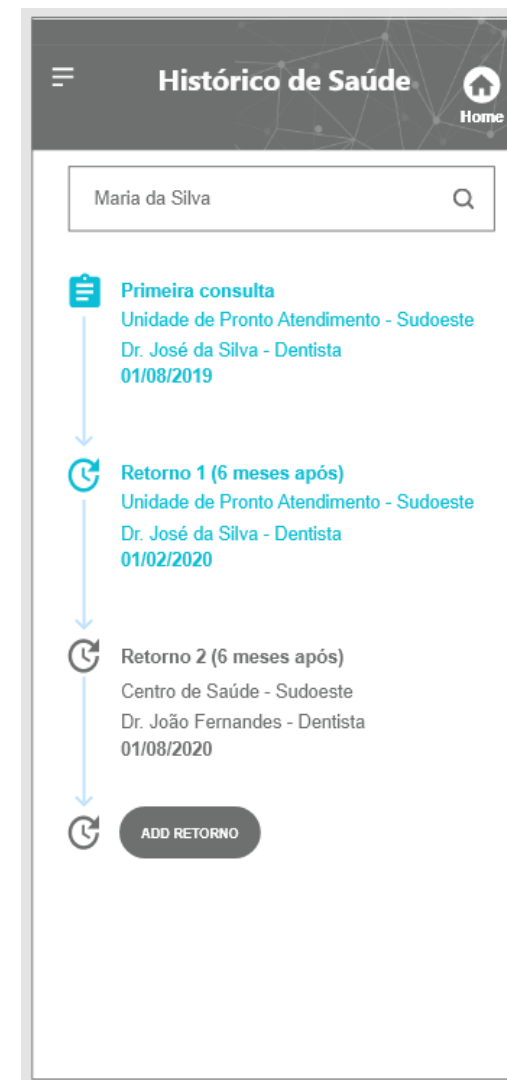 Histórico de Saúde
Home
Maria da Silva
Primeira consulta
Unidade de Pronto Atendimento - Sudoeste
Dr. José da Silva - Dentista
01/08/2019
Retorno 1 (6 meses após)
Unidade de Pronto Atendimento - Sudoeste
Dr. José da Silva - Dentista
01/02/2020
Retorno 2 (6 meses após)
Centro de Saúde - Sudoeste
Dr. João Fernandes - Dentista
01/08/2020
ADD RETORNO